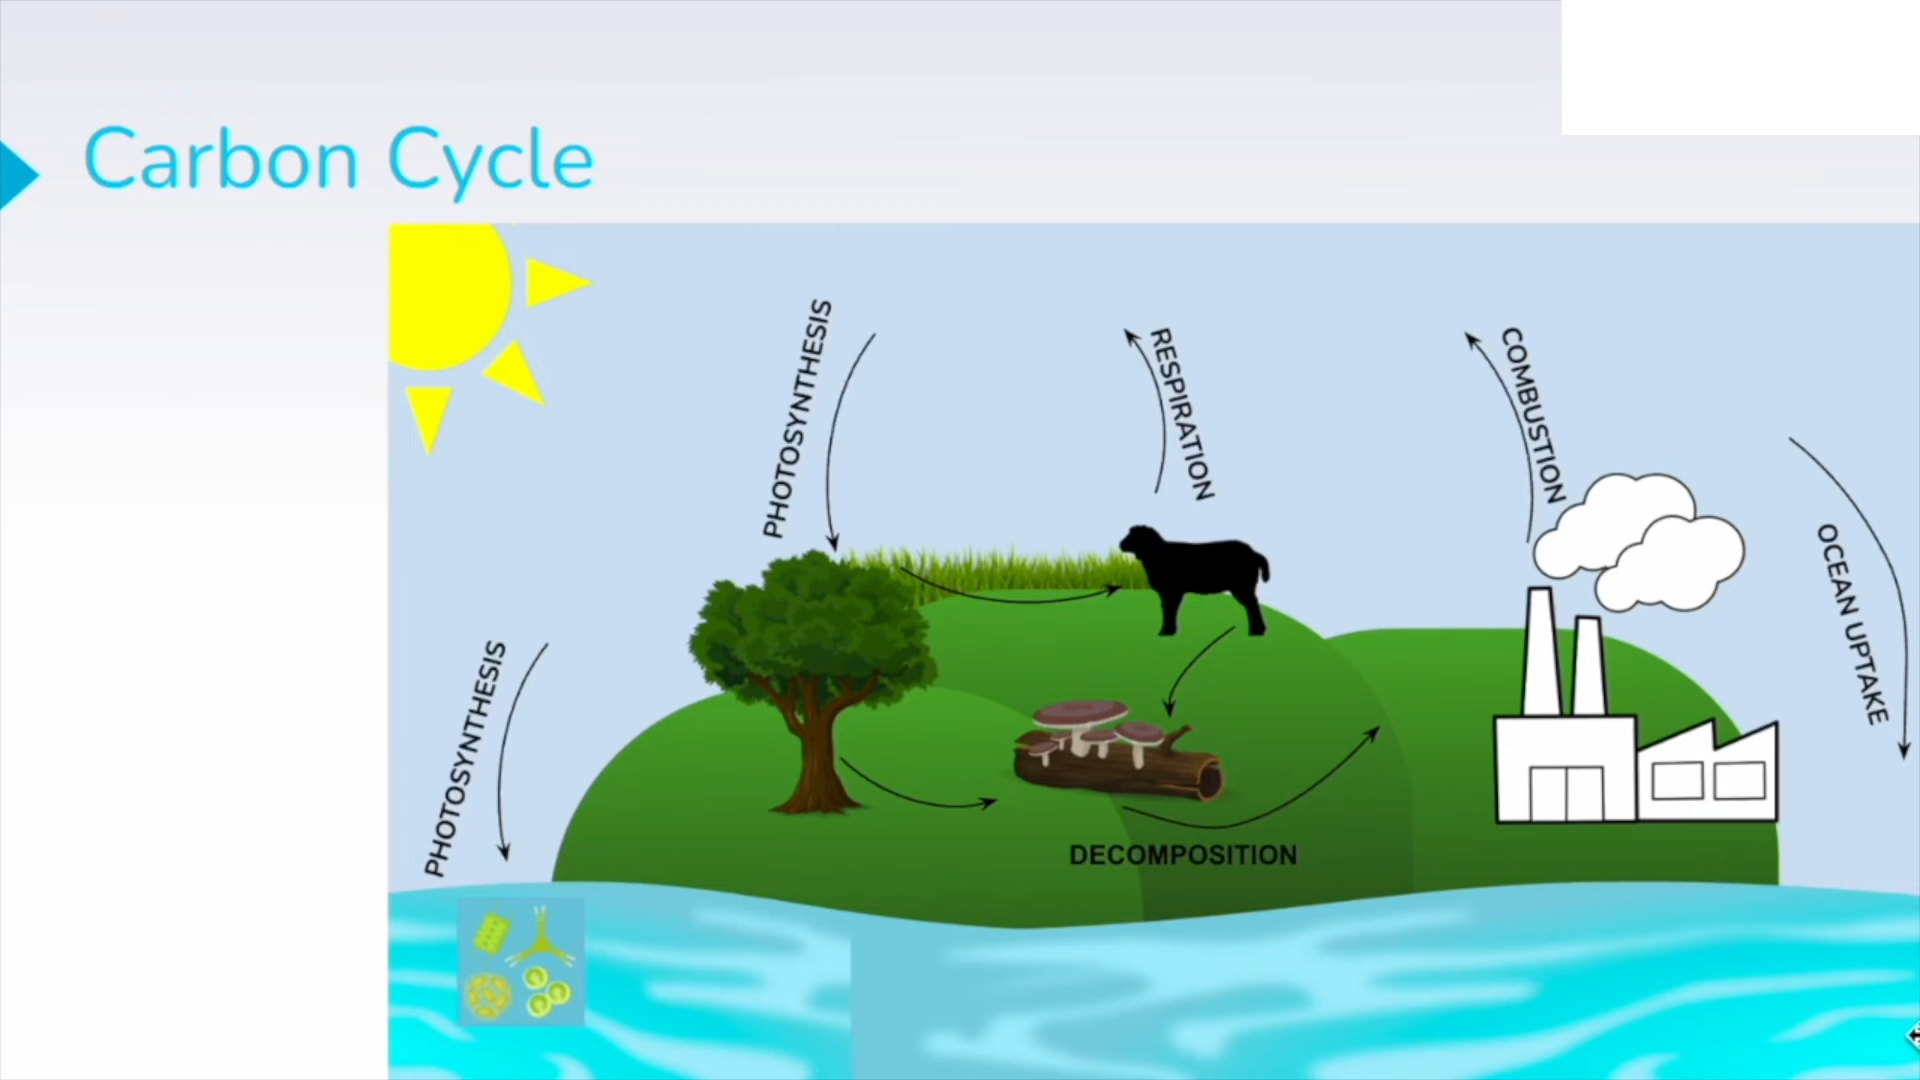 Carbon Cycle
PHOTOSYNTHESIS
RESPIRATION
COMBUSTION
OCEAN UPTAKE
PHOTOSYNTHESIS
DECOMPOSITION